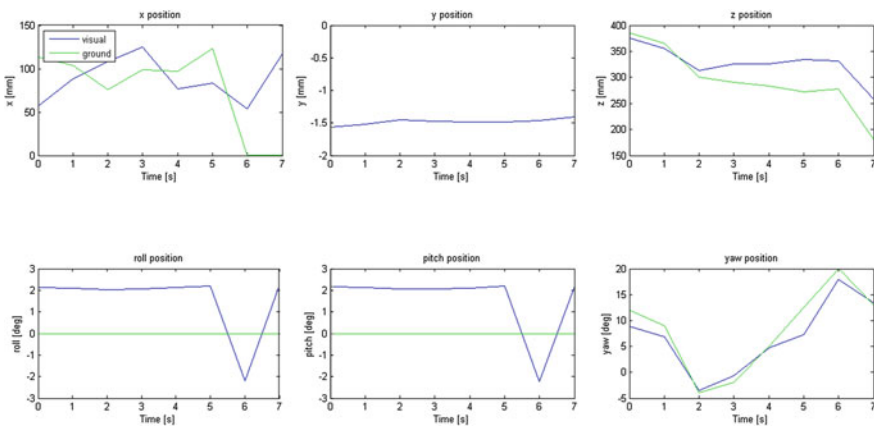 x position
150
100
50
0
x [mm]
visual
ground
0 1 2 3 4 5 6 7
Time [s]
y position
0
-0.5
-1
-1.5
-2
y [mm]
0 1 2 3 4 5 6 7
Time [s]
z position
400
350
300
250
200
150
z [mm]
0 1 2 3 4 5 6 7
Time [s]
roll position
3
2
1
0
-1
-2
-3
roll [deg]
0 1 2 3 4 5 6 7
Time [s]
pitch position
3
2
1
0
-1
-2
-3
pitch [deg]
0 1 2 3 4 5 6 7
Time [s]
yaw position
20
15
10
5
0
-5
yaw [deg]
0 1 2 3 4 5 6 7
Time [s]